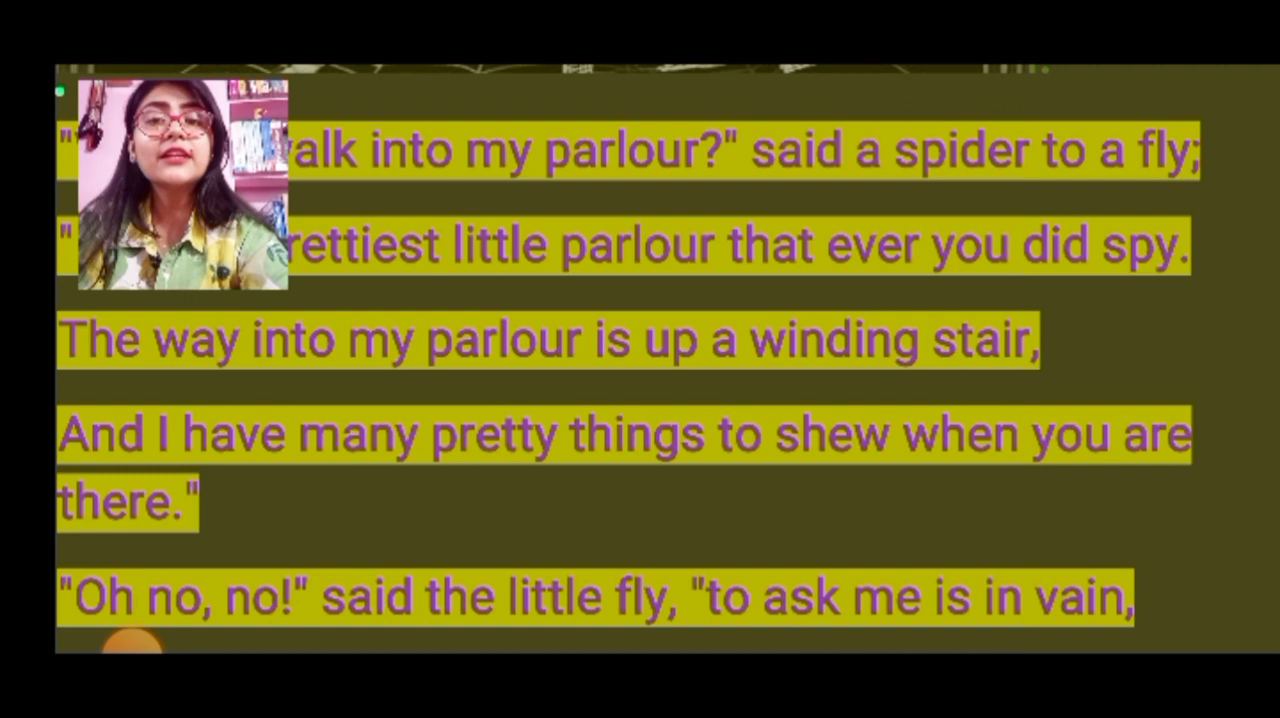 " alk into my parlour?" said a spider to a fly;
" rettiest little parlour that ever you did spy.
The way into my parlour is up a winding stair,
And I have many pretty things to shew when you are
there."
"Oh no, no!" said the little fly, "to ask me is in vain,